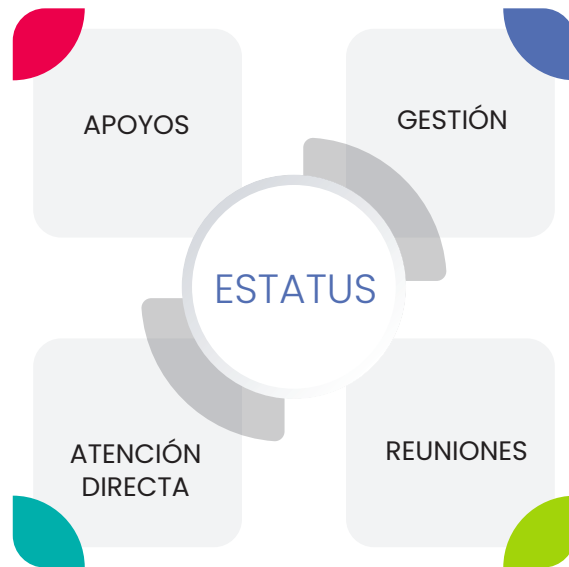 APOYOS
GESTIÓN
ESTATUS
ATENCIÓN
DIRECTA
REUNIONES